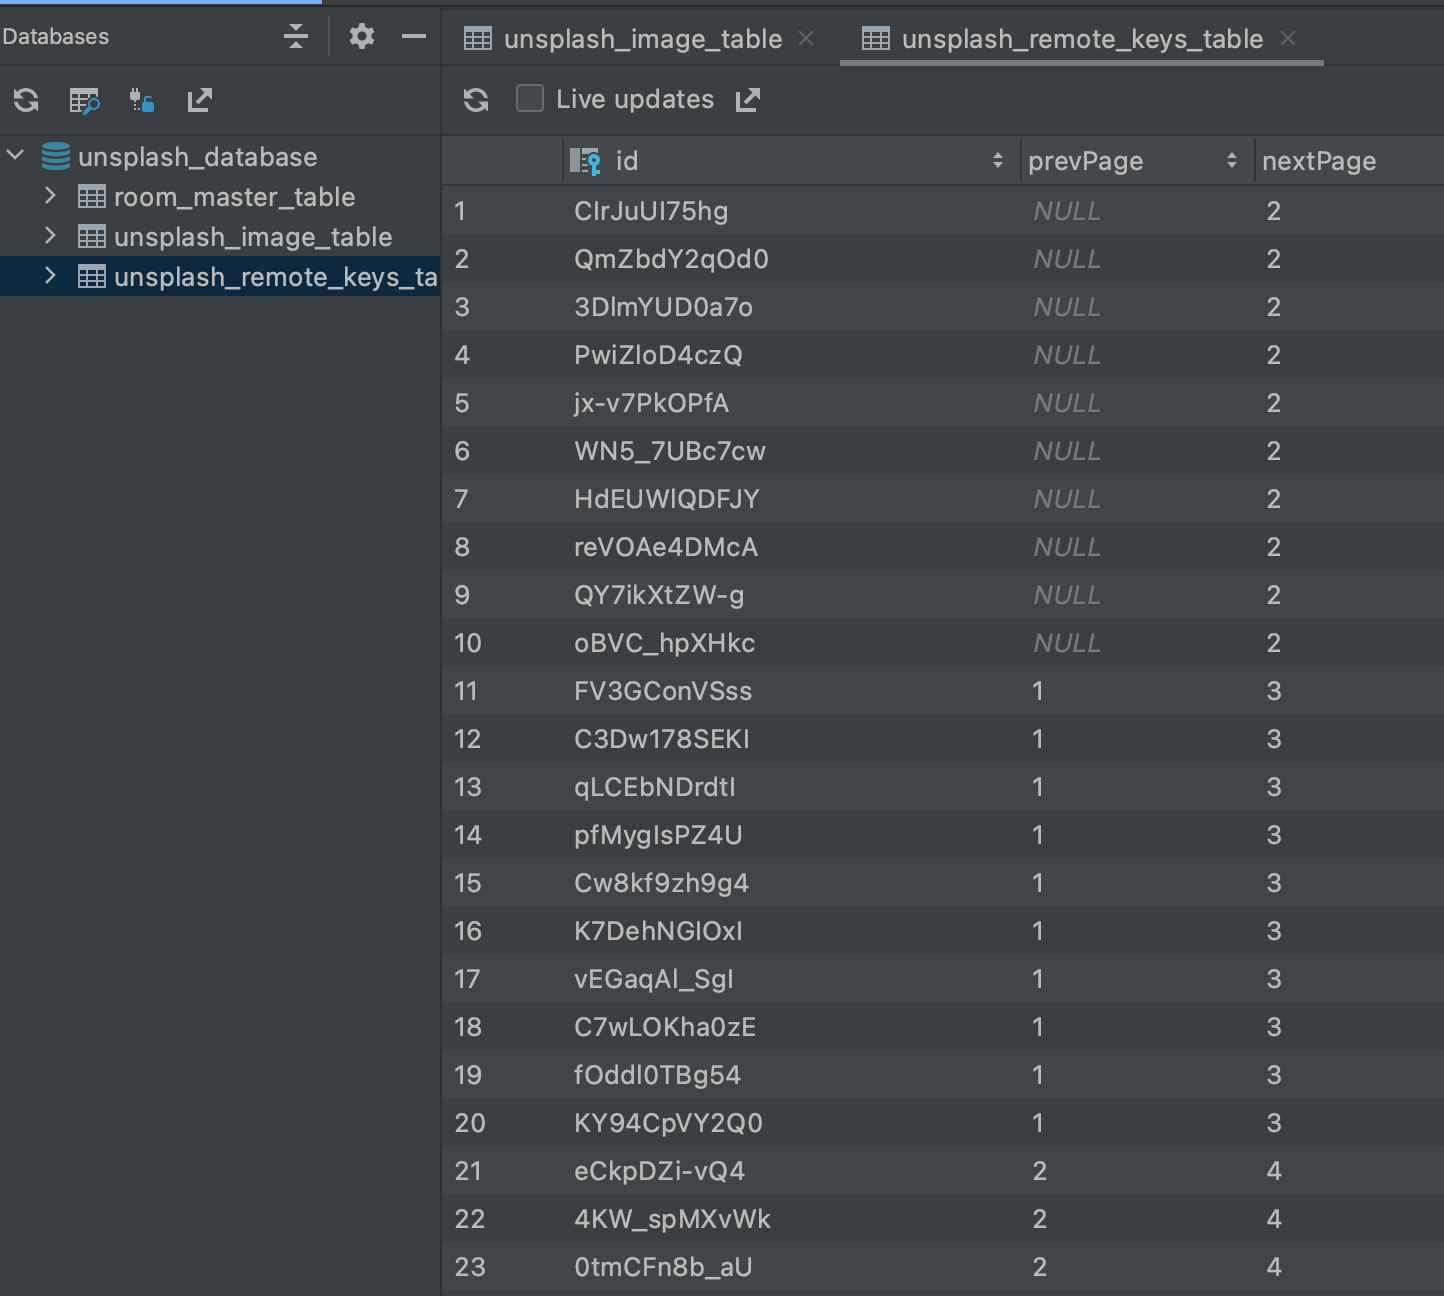 Databases
unsplash_database
room_master_table
unsplash_image_table
unsplash_remote_keys_ta
unsplash_image_table
unsplash_remote_keys_table
Live updates
id prevPage nextPage
1 CIrJuUI75hg NULL 2
2 QmZbdY2qOd0 NULL 2
3 3DlmYUD0a7o NULL 2
4 PwiZloD4czQ NULL 2
5 jx-v7PkOPfA NULL 2
6 WN5_7UBc7cw NULL 2
7 HdEUWlQDFJY NULL 2
8 reVOAe4DMcA NULL 2
9 QY7ikXtZW-g NULL 2
10 oBVC_hpXHkc NULL 2
11 FV3GConVSss 1 3
12 C3Dw178SEKI 1 3
13 qLCEbNDrdtI 1 3
14 pfMygIsPZ4U 1 3
15 Cw8kf9zh9g4 1 3
16 K7DehNGIOxI 1 3
17 vEGaqAl_SgI 1 3
18 C7wLOKha0zE 1 3
19 fOddl0TBg54 1 3
20 KY94CpVY2Q0 1 3
21 eCkpDZi-vQ4 2 4
22 4KW_spMXvWk 2 4
23 0tmCFn8b_aU 2 4